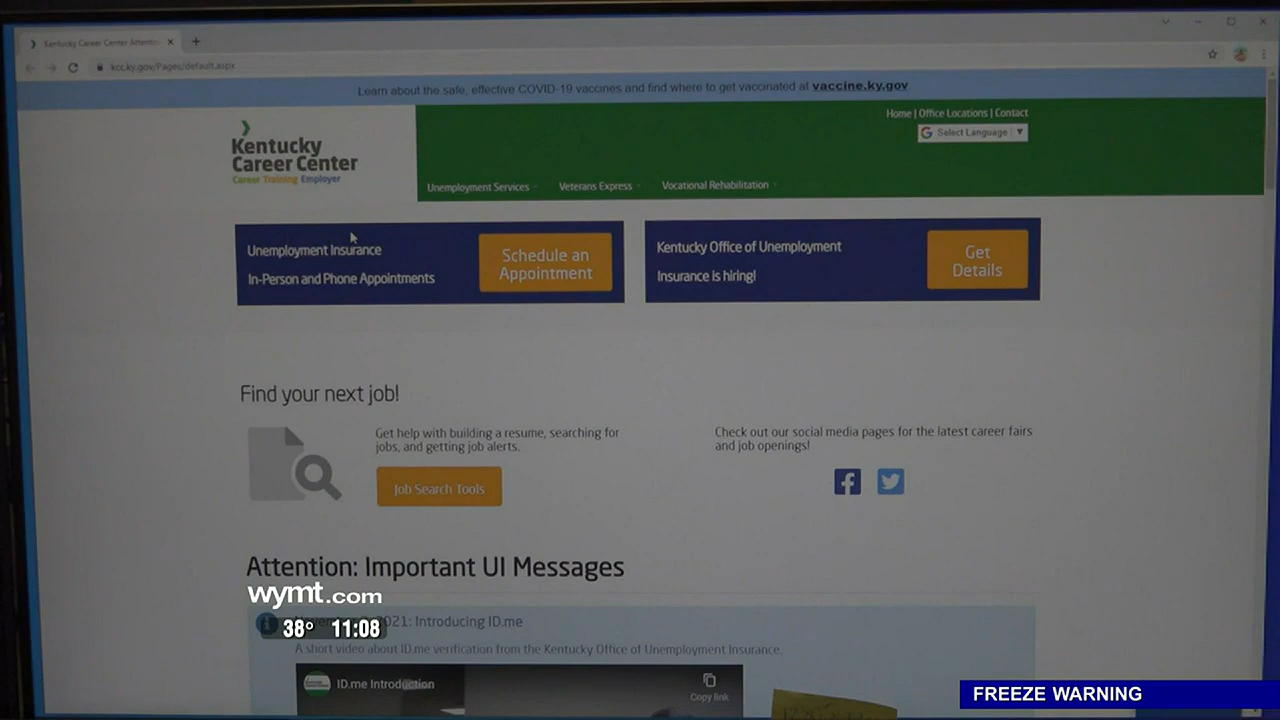 Kentucky Career Center Attentio
kcc.ky.gov/Pages/default.aspx
Learn about the safe, effective COVID-19 vaccines and find where to get vaccinated at vaccine.ky.gov
Home | Office Locations | Contact
Select Language
Kentucky
Career Center
Career Training Employer
Unemployment Services
Veterans Express
Vocational Rehabilitation
Unemployment Insurance
In-Person and Phone Appointments
Schedule an
Appointment
Kentucky Office of Unemployment
Insurance is hiring!
Get
Details
Find your next job!
Get help with building a resume, searching for
jobs, and getting job alerts.
Job Search Tools
Check out our social media pages for the latest career fairs
and job openings!
Attention: Important UI Messages
wymt.com
2021: Introducing ID.me
38° 11:08
A short video about ID.me verification from the Kentucky Office of Unemployment Insurance.
ID.me Introduction
Copy link
FREEZE WARNING